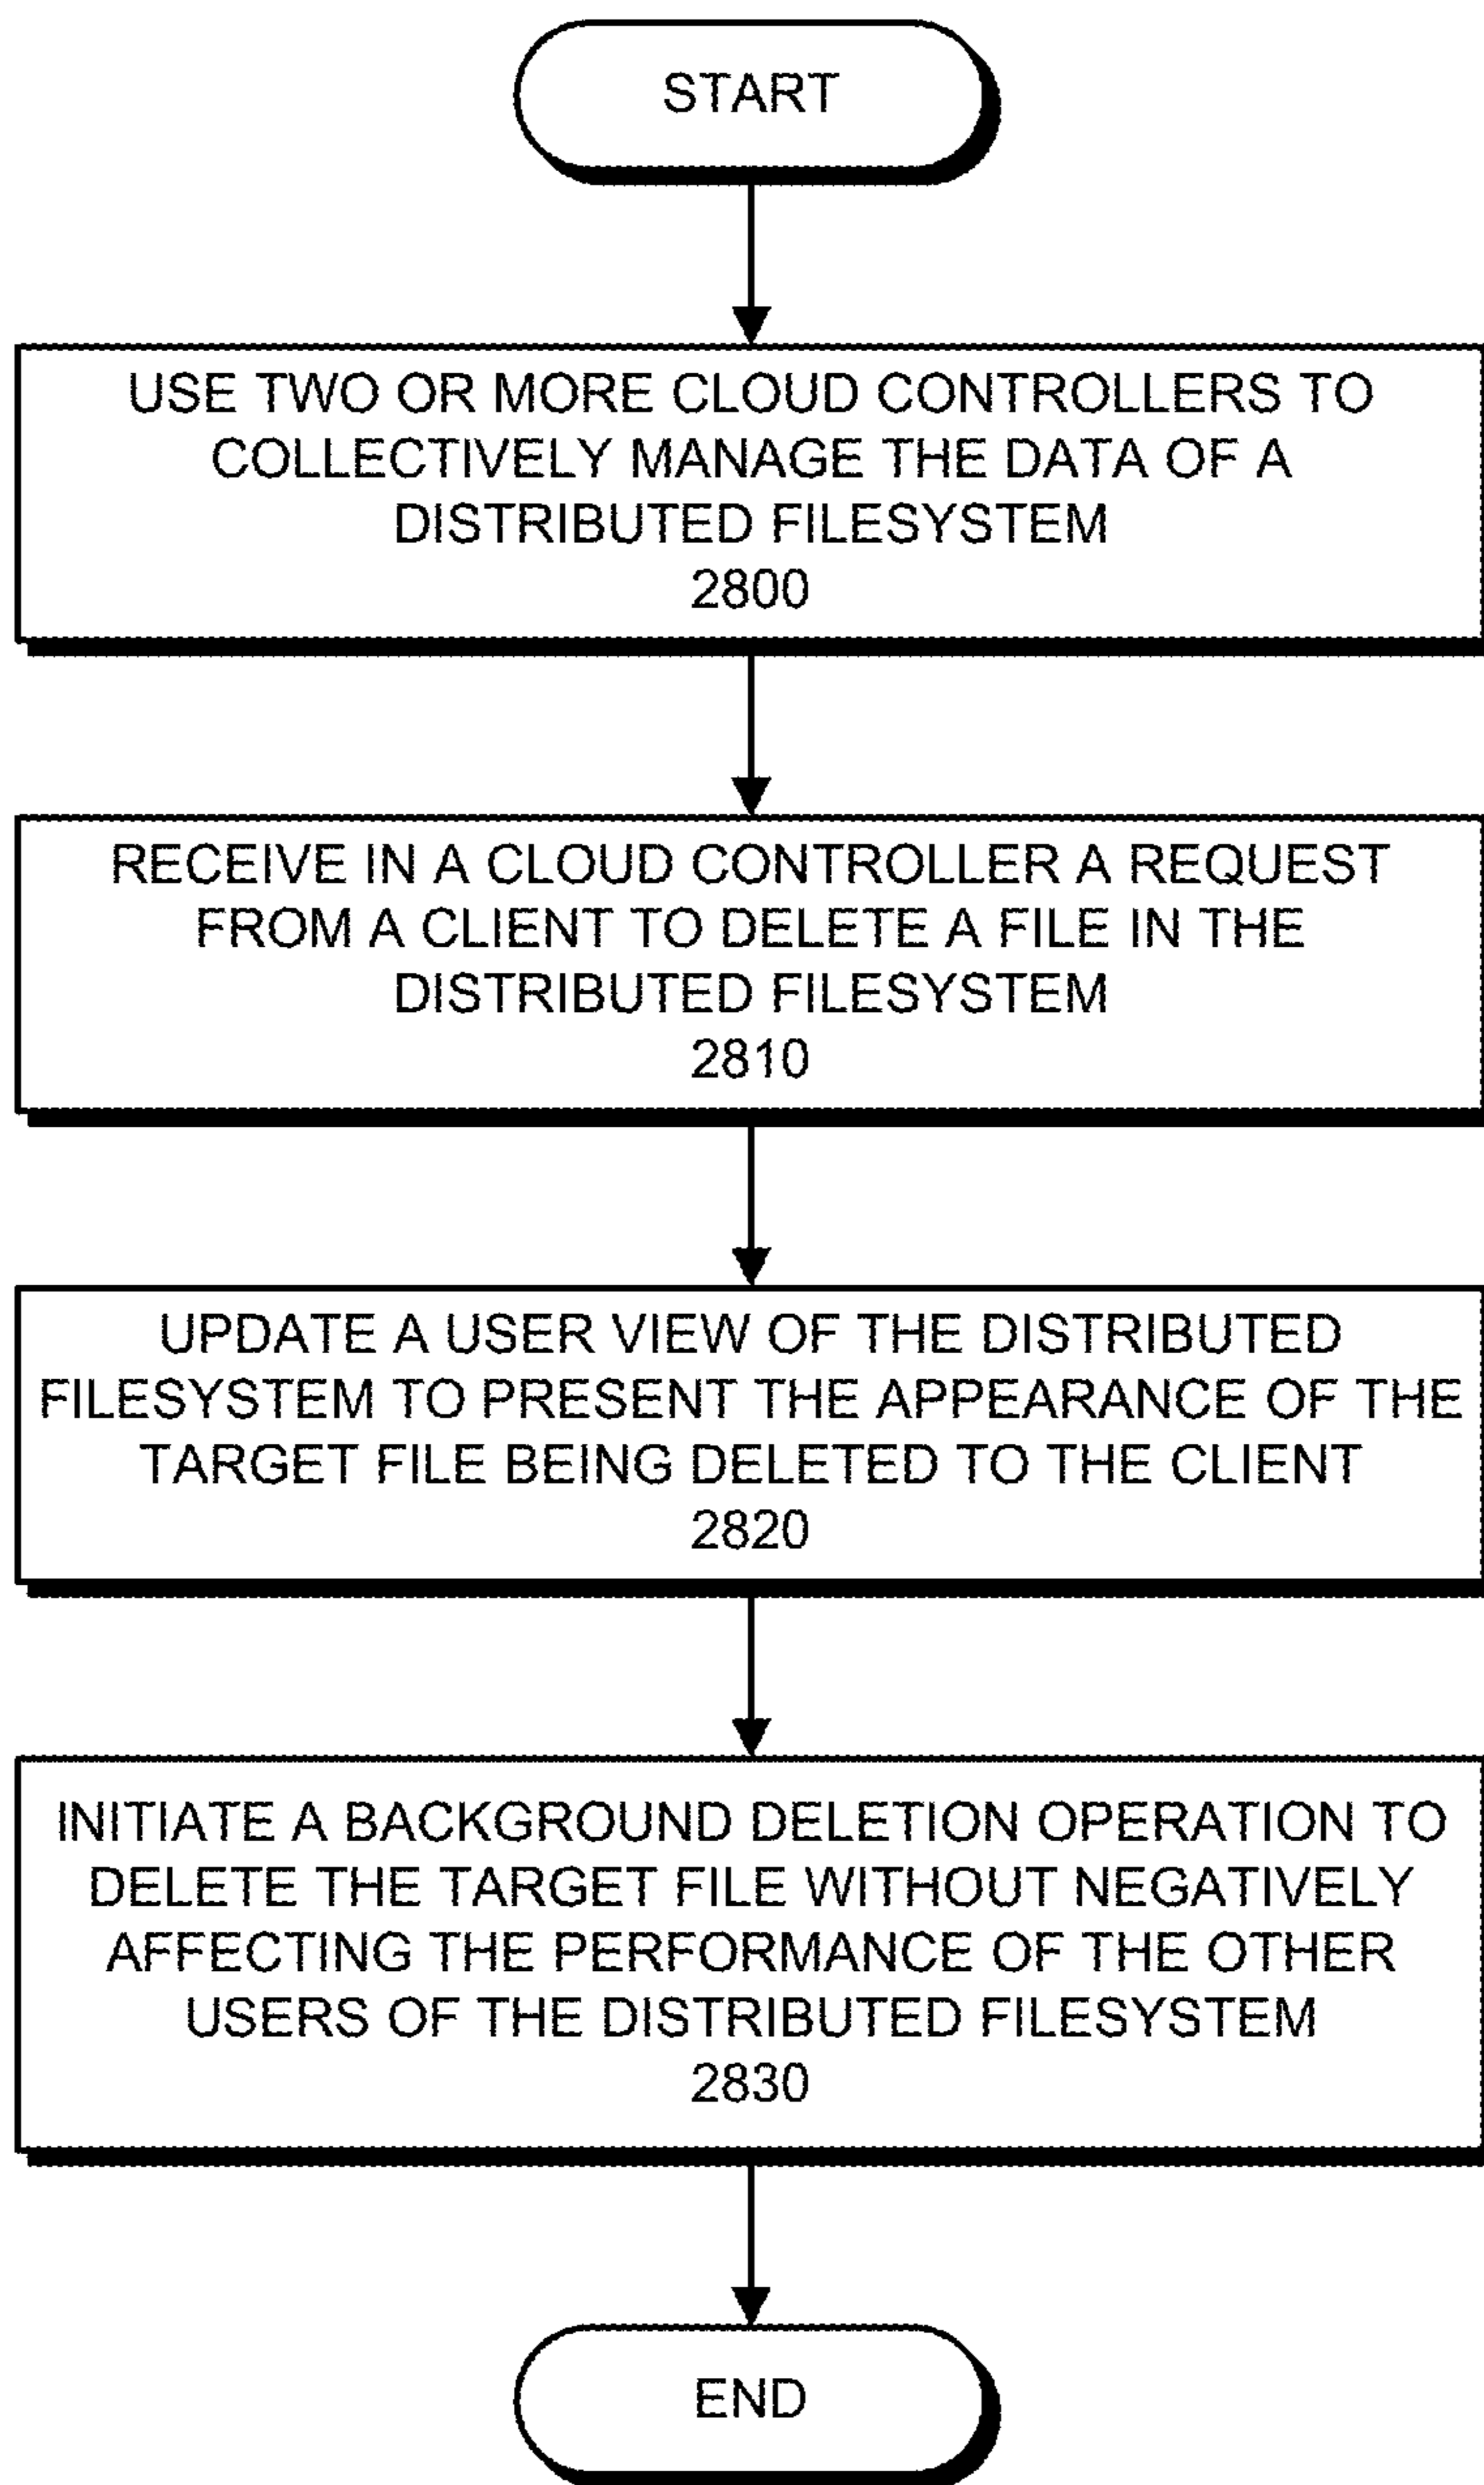 START
USE TWO OR MORE CLOUD CONTROLLERS TO
COLLECTIVELY MANAGE THE DATA OF A
DISTRIBUTED FILESYSTEM
2800
RECEIVE IN A CLOUD CONTROLLER A REQUEST
FROM A CLIENT TO DELETE A FILE IN THE
DISTRIBUTED FILESYSTEM
2810
UPDATE A USER VIEW OF THE DISTRIBUTED
FILESYSTEM TO PRESENT THE APPEARANCE OF THE
TARGET FILE BEING DELETED TO THE CLIENT
2820
INITIATE A BACKGROUND DELETION OPERATION TO
DELETE THE TARGET FILE WITHOUT NEGATIVELY
AFFECTING THE PERFORMANCE OF THE OTHER
USERS OF THE DISTRIBUTED FILESYSTEM
2830
END